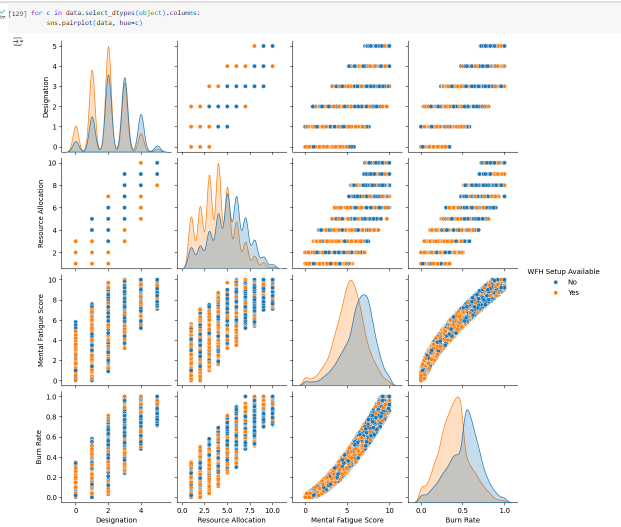 [129] for c in data.select_dtypes(object).columns:
sns.pairplot(data, hue=c)
5
4
3
2
1
0
Designation
10
8
6
4
2
Resource Allocation
10
8
6
4
2
0
Mental Fatigue Score
WFH Setup Available
No
Yes
1.0
0.8
0.6
0.4
0.2
0.0
Burn Rate
0 2 4 0.0 2.5 5.0 7.5 10.0 0 5 10 0.0 0.5 1.0
Designation Resource Allocation Mental Fatigue Score Burn Rate